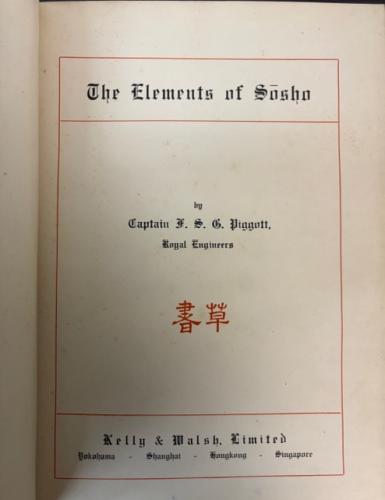 The Elements of Sōsho
by
Captain F. S. G. Piggott,
Royal Engineers
書草
Kelly & Walsh, Limited
Yokohama - Shanghai - Hongkong - Singapore